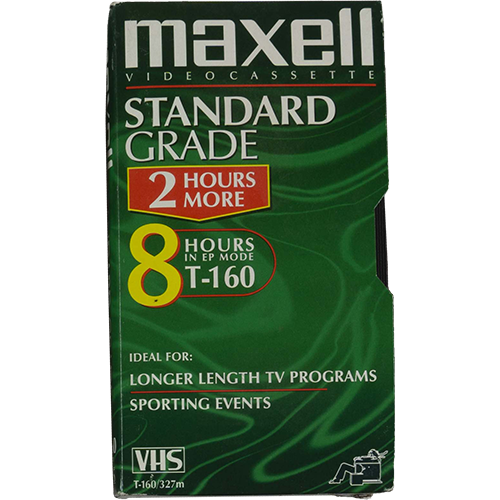 maxell
VIDEOCASSETTE
STANDARD
GRADE
2 HOURS
MORE
8 HOURS
IN EP MODE
T-160
IDEAL FOR:
LONGER LENGTH TV PROGRAMS
SPORTING EVENTS
VHS
T-160/327m